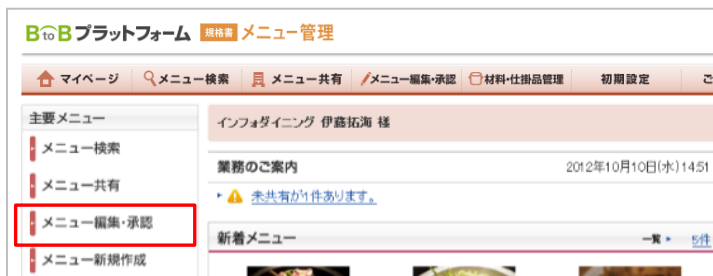 BtoBプラットフォーム 規格書 メニュー管理
マイページ メニュー検索 メニュー共有 メニュー編集・承認 材料・仕掛品管理 初期設定 ご
主要メニュー
メニュー検索
メニュー共有
メニュー編集・承認
メニュー新規作成
インフォダイニング 伊藤拓海 様
業務のご案内 2012年10月10日(水)14:51
未共有が1件あります。
新着メニュー 一覧 5件